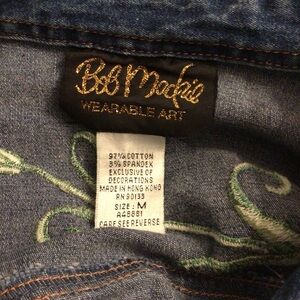 Bob Mackie
WEARABLE ART
97% COTTON
3% SPANDEX
EXCLUSIVE OF
DECORATIONS
MADE IN HONG KONG
RN 90133
SIZE: M
A48881
CARE SEE REVERSE